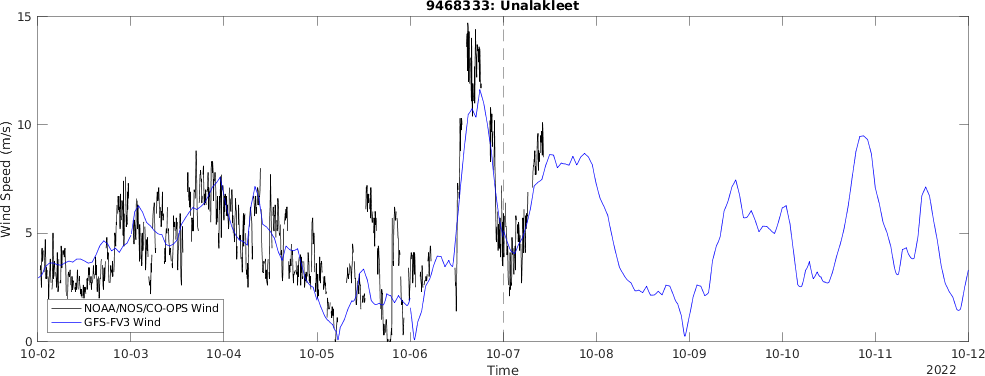 9468333: Unalakleet
15
10
5
0
Wind Speed (m/s)
NOAA/NOS/CO-OPS Wind
GFS-FV3 Wind
10-02 10-03 10-04 10-05 10-06 10-07 10-08 10-09 10-10 10-11 10-12
Time
2022